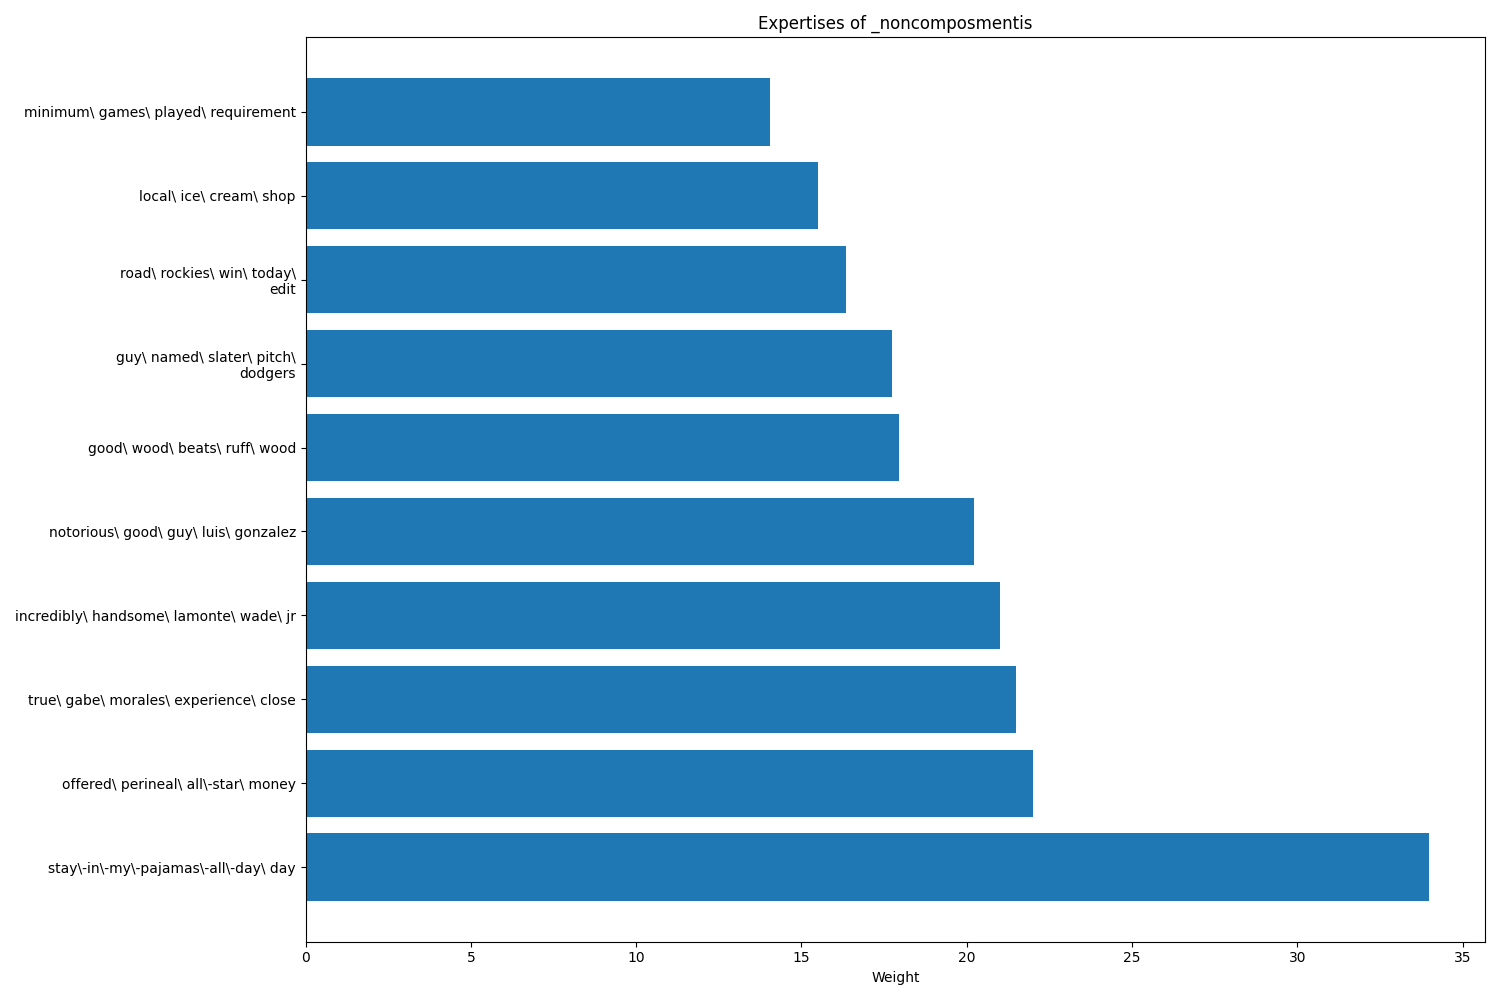 Expertises of _noncomposmentis
minimum\ games\ played\ requirement
local\ ice\ cream\ shop
road\ rockies\ win\ today\
edit
guy\ named\ slater\ pitch\
dodgers
good\ wood\ beats\ ruff\ wood
notorious\ good\ guy\ luis\ gonzalez
incredibly\ handsome\ lamonte\ wade\ jr
true\ gabe\ morales\ experience\ close
offered\ perineal\ all\-star\ money
stay\-in\-my\-pajamas\-all\-day\ day
0 5 10 15 20 25 30 35
Weight